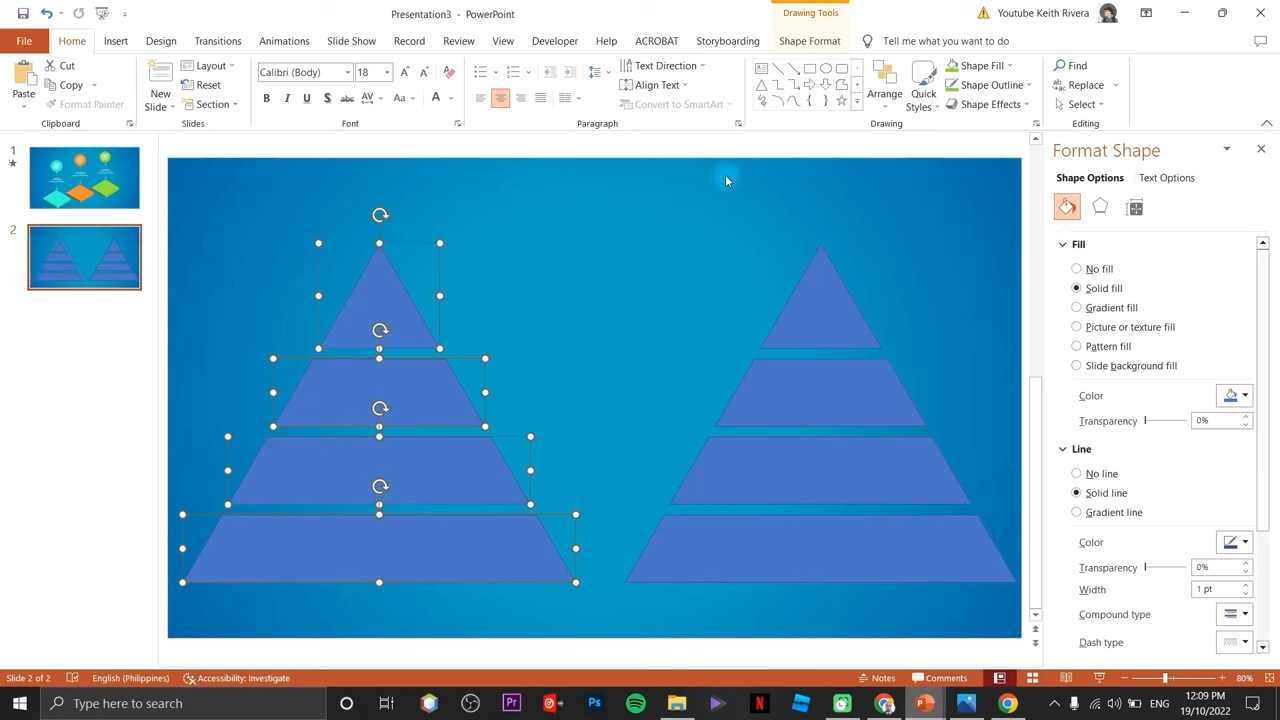 Presentation3 - PowerPoint
Drawing Tools
Youtube Keith Rivera
File
Home
Insert
Design
Transitions
Animations
Slide Show
Record
Review
View
Developer
Help
ACROBAT
Storyboarding
Shape Format
Tell me what you want to do
Paste
Cut
Copy
Format Painter
Clipboard
New Slide
Layout
Reset
Section
Slides
Calibri (Body)
18
Font
Text Direction
Align Text
Convert to SmartArt
Paragraph
Arrange
Quick Styles
Shape Fill
Shape Outline
Shape Effects
Drawing
Find
Replace
Select
Editing
1
2
Format Shape
Shape Options
Text Options
Fill
No fill
Solid fill
Gradient fill
Picture or texture fill
Pattern fill
Slide background fill
Color
Transparency
0%
Line
No line
Solid line
Gradient line
Color
Transparency
0%
Width
1 pt
Compound type
Dash type
Slide 2 of 2
English (Philippines)
Accessibility: Investigate
Notes
Comments
80%
Type here to search
Pr
Ps
ENG
12:09 PM
19/10/2022